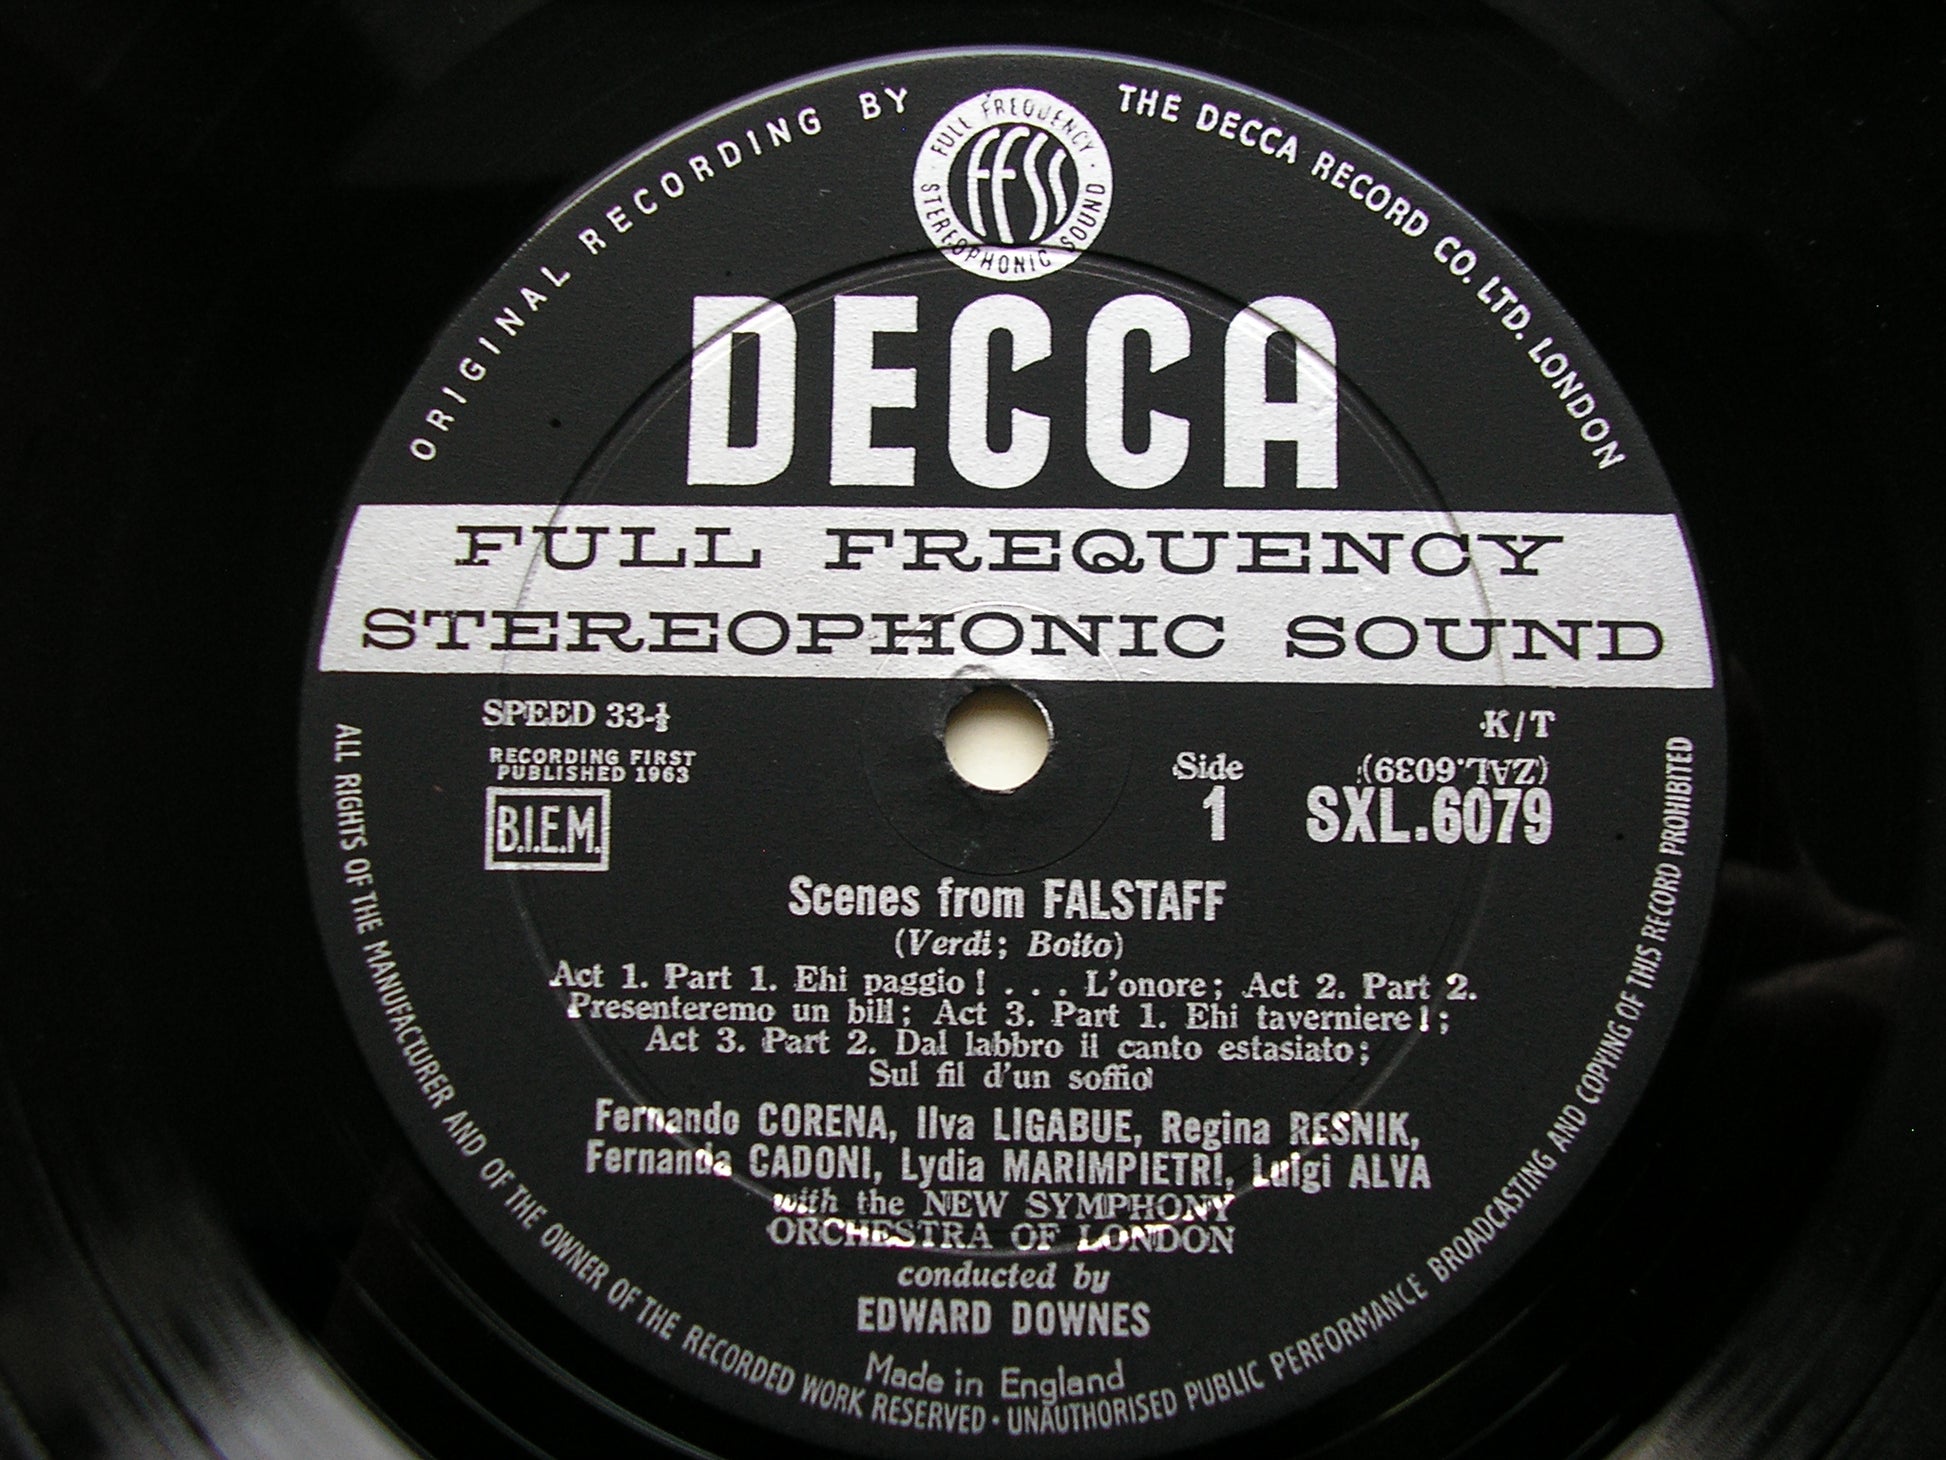 ORIGINAL RECORDING BY THE DECCA RECORD CO. LTD. LONDON
FULL FREQUENCY · STEREOPHONIC SOUND ·
FFSS
DECCA
FULL FREQUENCY
STEREOPHONIC SOUND
SPEED 33-⅓
RECORDING FIRST
PUBLISHED 1963
B.I.E.M.
K/T
Side
1
(ZAL.6039)
SXL.6079
Scenes from FALSTAFF
(Verdi; Boito)
Act 1. Part 1. Ehi paggio! . . . L'onore; Act 2. Part 2.
Presenteremo un bill; Act 3. Part 1. Ehi taverniere!;
Act 3. Part 2. Dal labbro il canto estasiato;
Sul fil d'un soffio
Fernando CORENA, Ilva LIGABUE, Regina RESNIK,
Fernanda CADONI, Lydia MARIMPIETRI, Luigi ALVA
with the NEW SYMPHONY
ORCHESTRA OF LONDON
conducted by
EDWARD DOWNES
Made in England
ALL RIGHTS OF THE MANUFACTURER AND OF THE OWNER OF THE RECORDED WORK RESERVED · UNAUTHORISED PUBLIC PERFORMANCE BROADCASTING AND COPYING OF THIS RECORD PROHIBITED